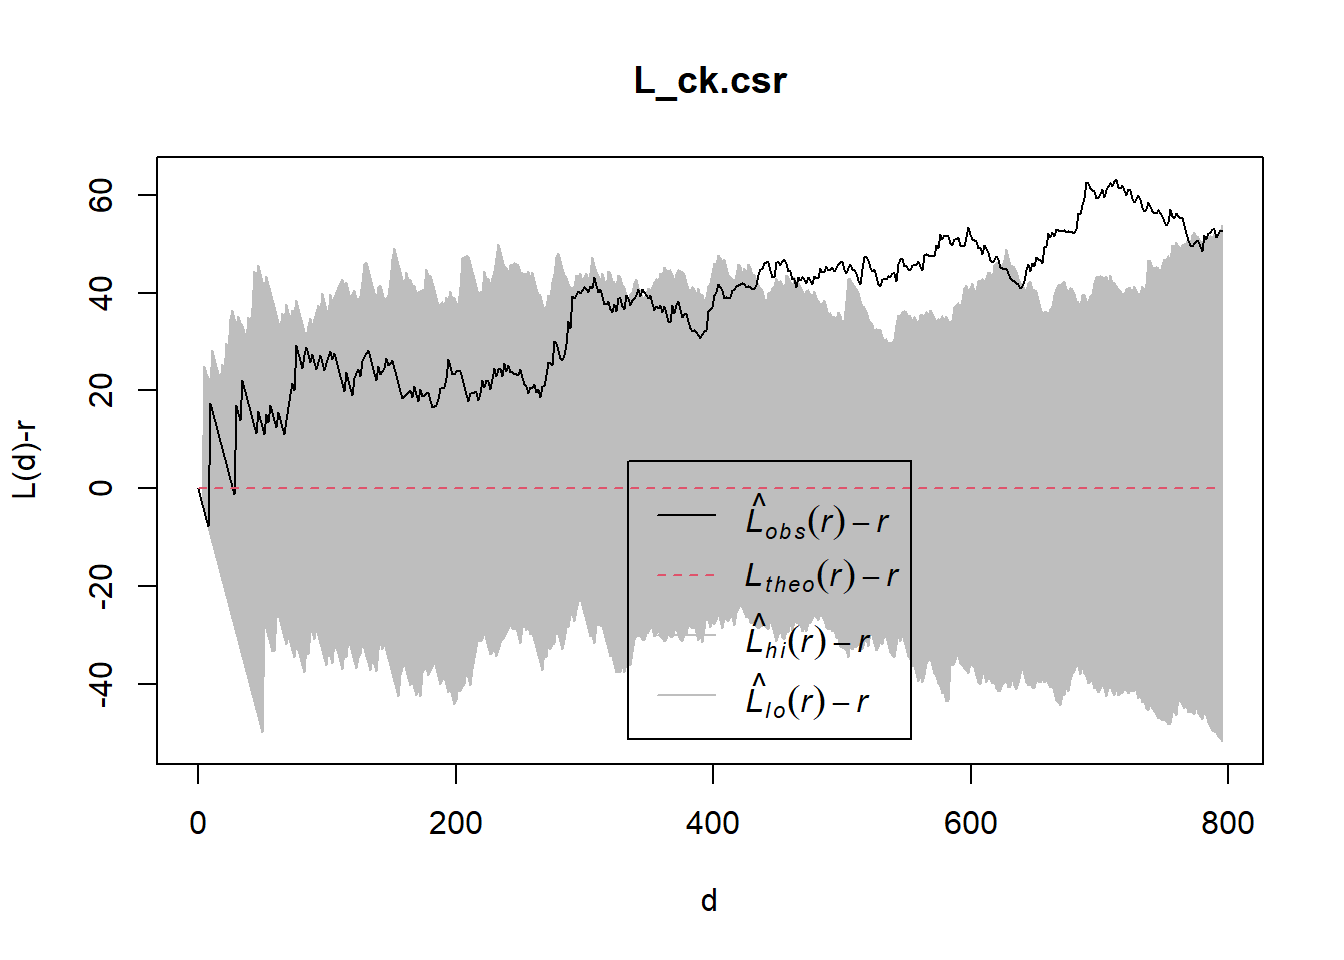 L_ck.csr
L(d)-r
60
40
20
0
-20
-40
L̂obs(r) – r
Ltheo(r) – r
L̂hi(r) – r
L̂lo(r) – r
0 200 400 600 800
d